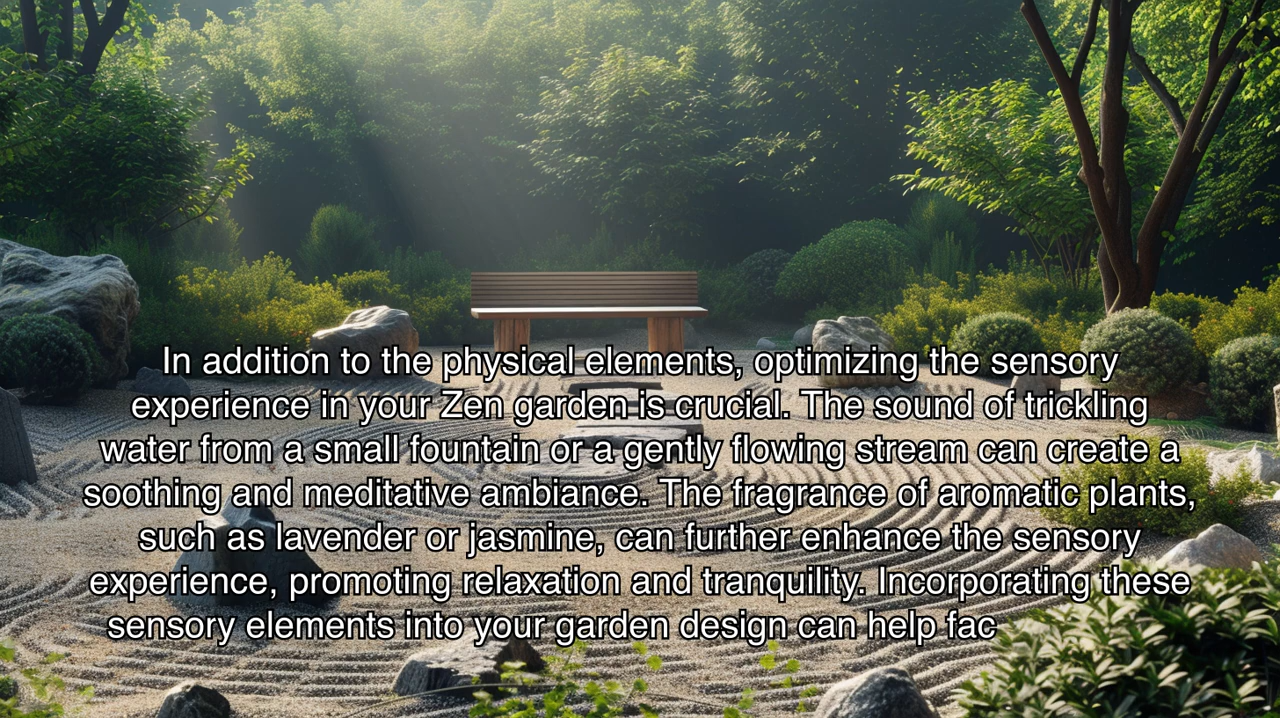 In addition to the physical elements, optimizing the sensory
experience in your Zen garden is crucial. The sound of trickling
water from a small fountain or a gently flowing stream can create a
soothing and meditative ambiance. The fragrance of aromatic plants,
such as lavender or jasmine, can further enhance the sensory
experience, promoting relaxation and tranquility. Incorporating these
sensory elements into your garden design can help fac